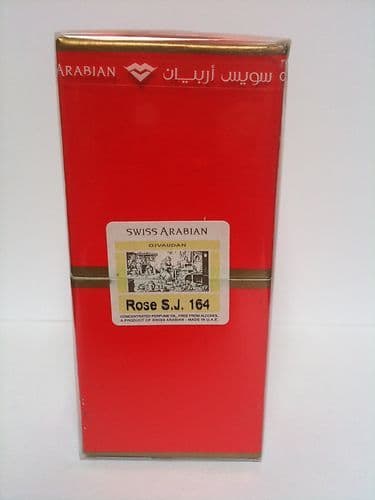 ARABIAN سويس أربيان
SWISS ARABIAN
GIVAUDAN
Rose S.J. 164
CONCENTRATED PERFUME OIL, FREE FROM ALCOHOL
A PRODUCT OF SWISS ARABIAN - MADE IN U.A.E.